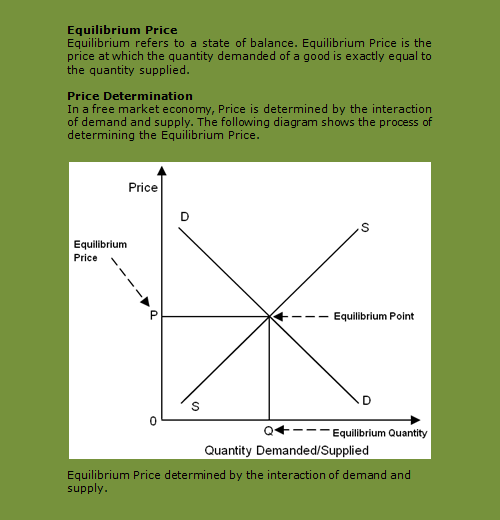 Equilibrium Price
Equilibrium refers to a state of balance. Equilibrium Price is the
price at which the quantity demanded of a good is exactly equal to
the quantity supplied.
Price Determination
In a free market economy, Price is determined by the interaction
of demand and supply. The following diagram shows the process of
determining the Equilibrium Price.
Price
D
S
Equilibrium
Price
P
Equilibrium Point
S
D
0
Q
Equilibrium Quantity
Quantity Demanded/Supplied
Equilibrium Price determined by the interaction of demand and
supply.